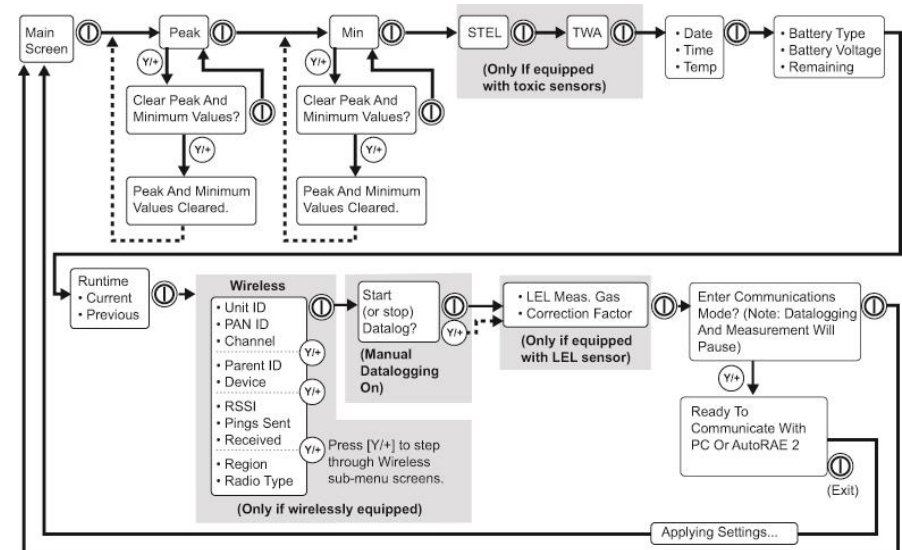 Main
Screen
Peak
Y/+
Clear Peak And
Minimum Values?
Y/+
Peak And Minimum
Values Cleared.
Min
Y/+
Clear Peak And
Minimum Values?
Y/+
Peak And Minimum
Values Cleared.
STEL
TWA
(Only If equipped
with toxic sensors)
• Date
• Time
• Temp
• Battery Type
• Battery Voltage
• Remaining
Runtime
• Current
• Previous
Wireless
• Unit ID
• PAN ID
• Channel
Y/+
• Parent ID
• Device
Y/+
• RSSI
• Pings Sent
• Received
Y/+
• Region
• Radio Type
Press [Y/+] to step
through Wireless
sub-menu screens.
(Only if wirelessly equipped)
Start
(or stop)
Datalog?
Y/+
(Manual
Datalogging
On)
• LEL Meas. Gas
• Correction Factor
(Only if equipped
with LEL sensor)
Enter Communications
Mode? (Note: Datalogging
And Measurement Will
Pause)
Y/+
Ready To
Communicate With
PC Or AutoRAE 2
(Exit)
Applying Settings...